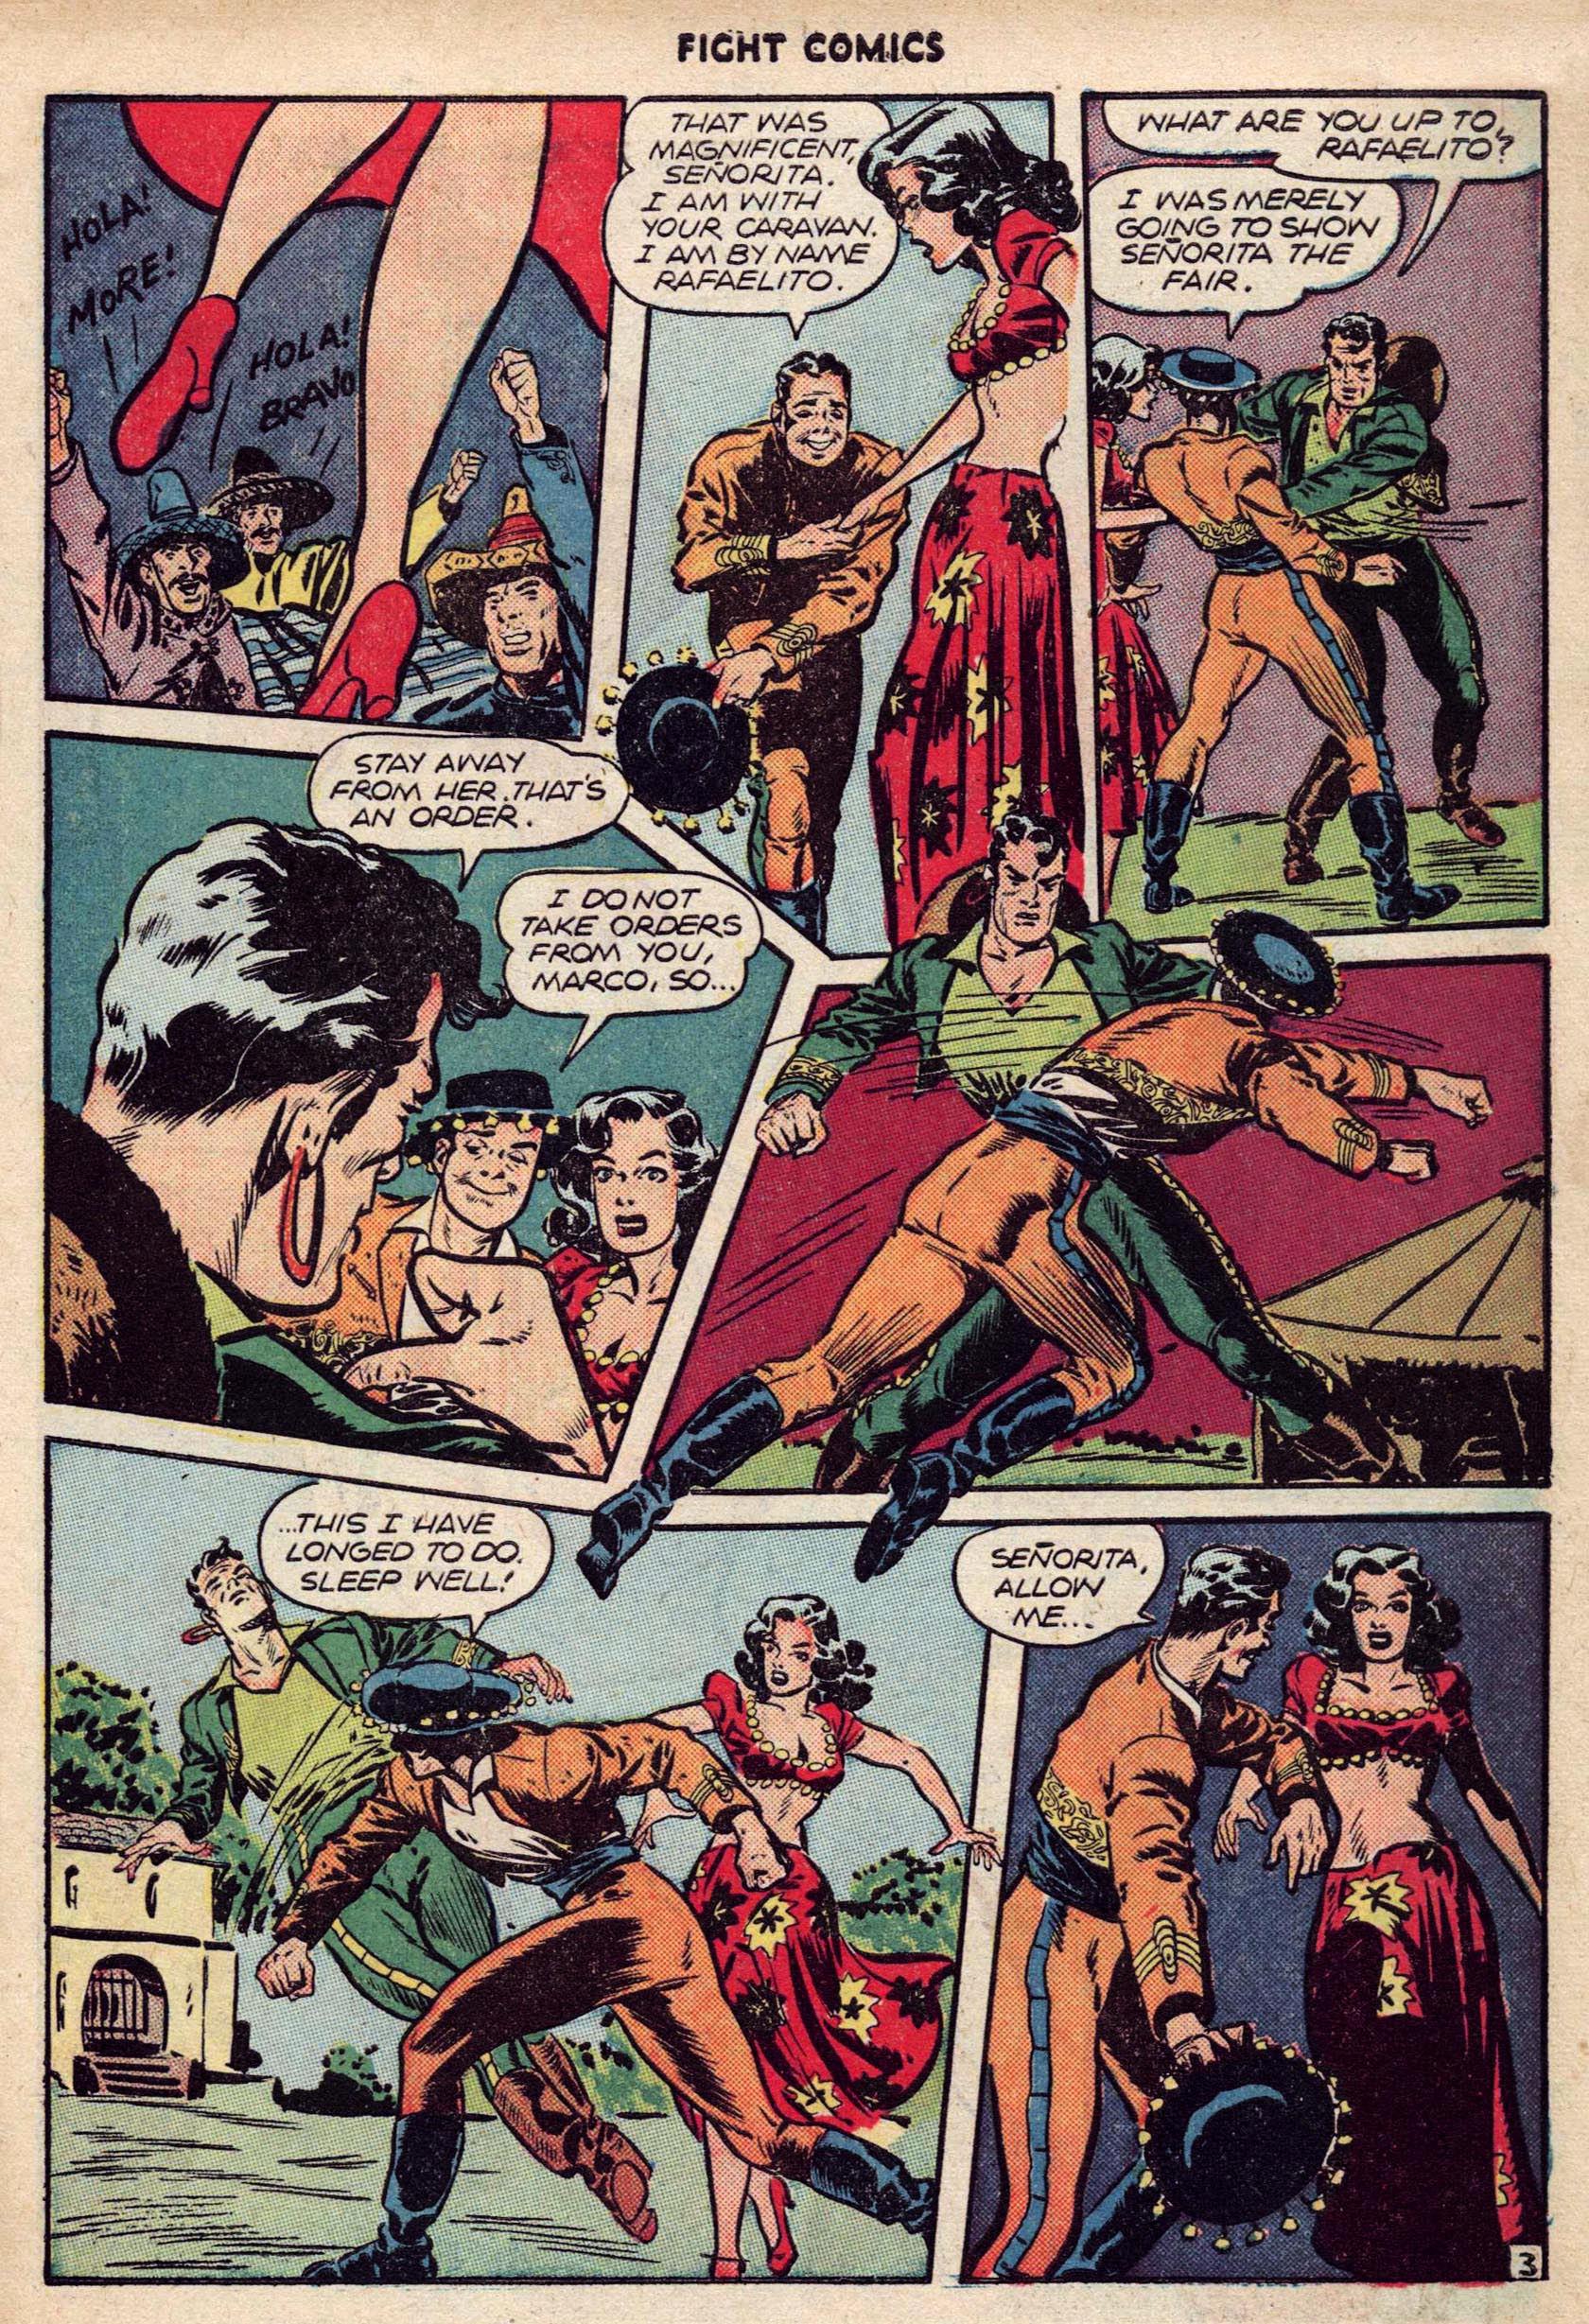 FIGHT COMICS
HOLA!
MORE!
HOLA!
BRAVO
THAT WAS
MAGNIFICENT,
SEÑORITA.
I AM WITH
YOUR CARAVAN.
I AM BY NAME
RAFAELITO.
WHAT ARE YOU UP TO,
RAFAELITO?
I WAS MERELY
GOING TO SHOW
SEÑORITA THE
FAIR.
STAY AWAY
FROM HER. THAT'S
AN ORDER.
I DO NOT
TAKE ORDERS
FROM YOU,
MARCO, SO...
...THIS I HAVE
LONGED TO DO.
SLEEP WELL!
SEÑORITA,
ALLOW
ME...
3